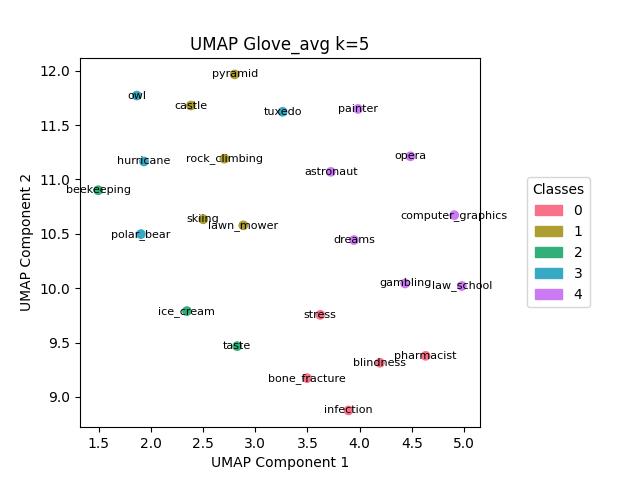 UMAP Glove_avg k=5
UMAP Component 2
12.0
11.5
11.0
10.5
10.0
9.5
9.0
pyramid
owl
castle
tuxedo
painter
hurricane
rock_climbing
opera
astronaut
beekeeping
skiing
lawn_mower
computer_graphics
polar_bear
dreams
gambling
law_school
ice_cream
stress
taste
pharmacist
blindness
bone_fracture
infection
1.5 2.0 2.5 3.0 3.5 4.0 4.5 5.0
UMAP Component 1
Classes
0
1
2
3
4